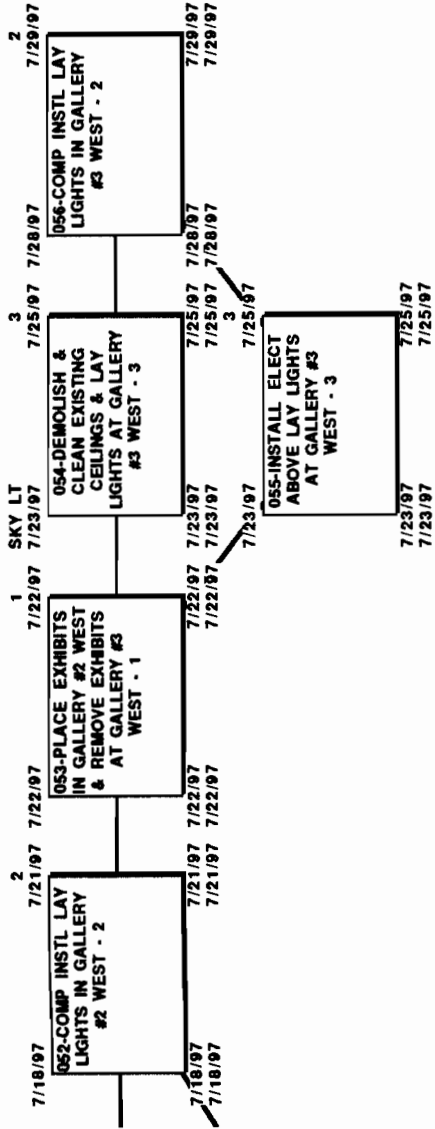 2
7/18/97 7/21/97
052-COMP INSTL LAY
LIGHTS IN GALLERY
#2 WEST - 2
7/18/97 7/21/97
7/18/97 7/21/97
1
7/22/97 7/22/97
053-PLACE EXHIBITS
IN GALLERY #2 WEST
& REMOVE EXHIBITS
AT GALLERY #3
WEST - 1
7/22/97 7/22/97
7/22/97 7/22/97
SKY LT 3
7/23/97 7/25/97
054-DEMOLISH &
CLEAN EXISTING
CEILINGS & LAY
LIGHTS AT GALLERY
#3 WEST - 3
7/23/97 7/25/97
7/23/97 7/25/97
3
7/23/97 7/25/97
055-INSTALL ELECT
ABOVE LAY LIGHTS
AT GALLERY #3
WEST - 3
7/23/97 7/25/97
7/23/97 7/25/97
2
7/28/97 7/29/97
056-COMP INSTL LAY
LIGHTS IN GALLERY
#3 WEST - 2
7/28/97 7/29/97
7/28/97 7/29/97